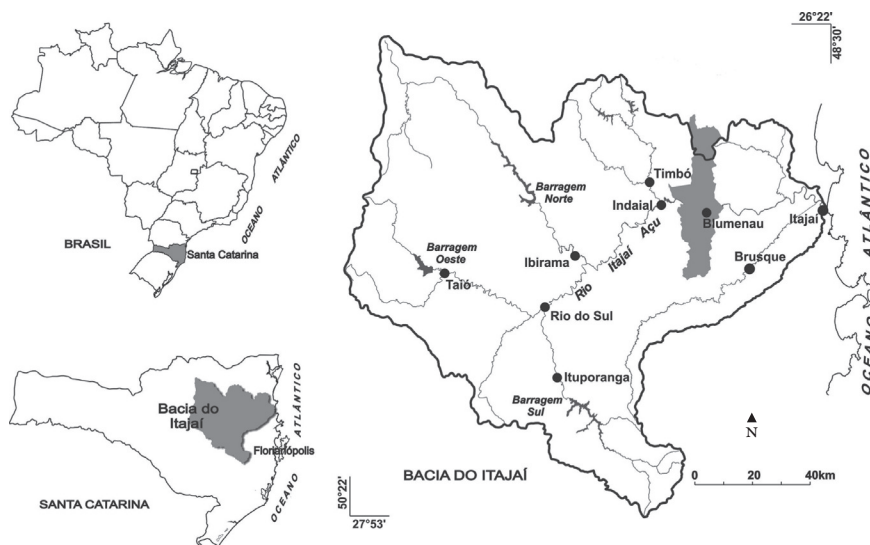 BRASIL
Santa Catarina
OCEANO
ATLÂNTICO
Bacia do
Itajaí
Florianópolis
SANTA CATARINA
OCEANO
ATLÂNTICO
26°22'
48°30'
Timbó
Barragem
Norte
Indaial
Blumenau
Itajaí
Barragem
Oeste
Ibirama
Rio Itajaí Açu
Brusque
Taió
Rio do Sul
Ituporanga
Barragem
Sul
OCEANO ATLÂNTICO
N
BACIA DO ITAJAÍ
0 20 40km
50°22'
27°53'